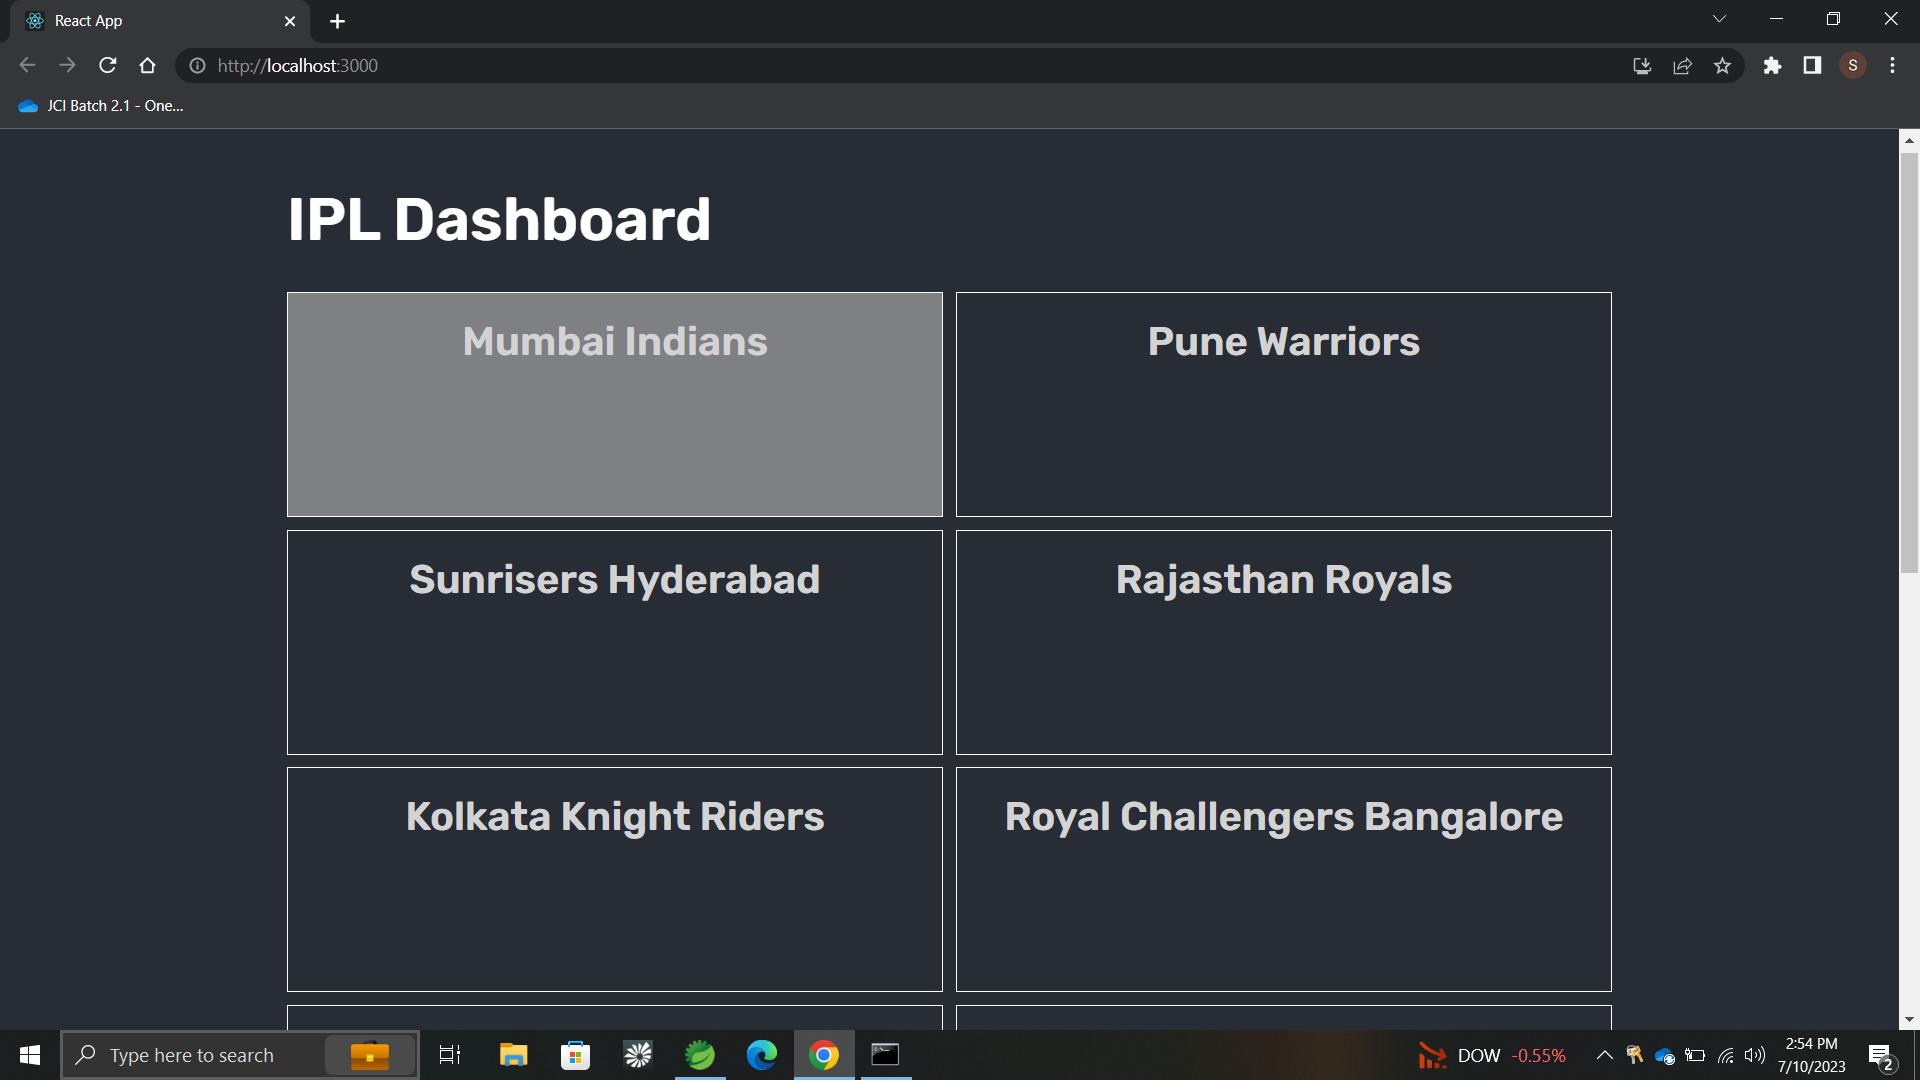 React App
http://localhost:3000
S
JCI Batch 2.1 - One...
IPL Dashboard
Mumbai Indians
Pune Warriors
Sunrisers Hyderabad
Rajasthan Royals
Kolkata Knight Riders
Royal Challengers Bangalore
Type here to search
DOW -0.55%
2:54 PM
7/10/2023
2